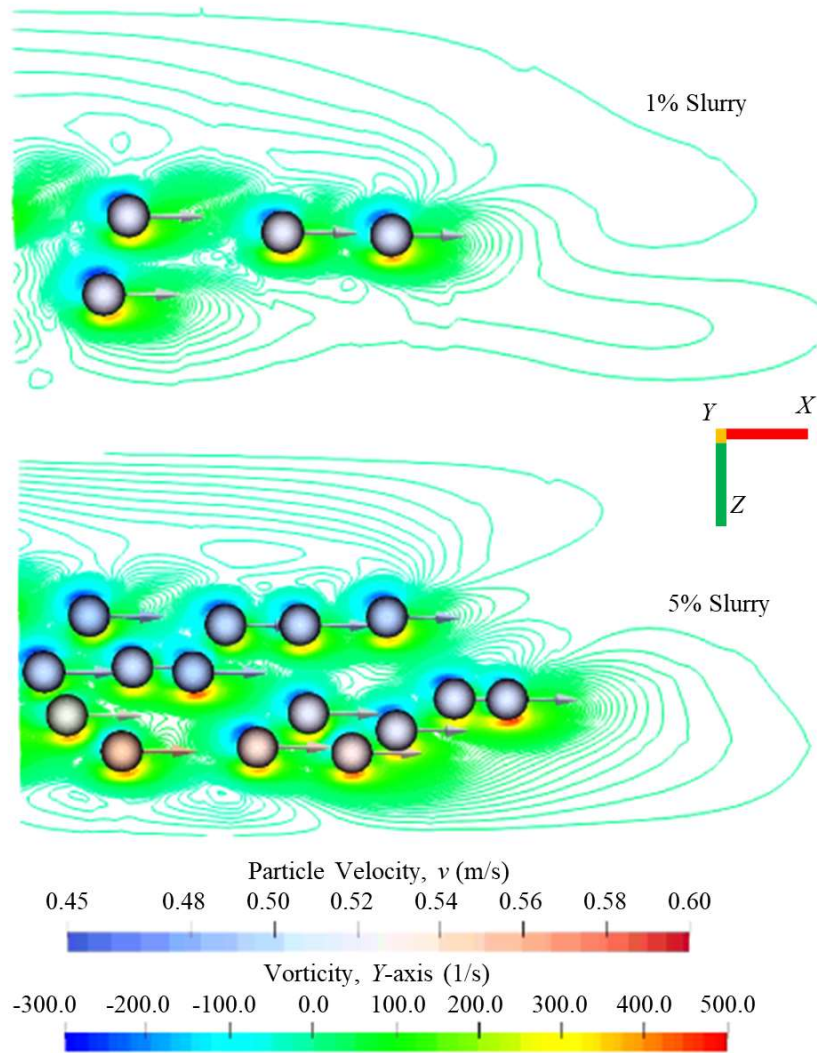 1% Slurry
Y X
Z
5% Slurry
Particle Velocity, v (m/s)
0.45 0.48 0.50 0.52 0.54 0.56 0.58 0.60
Vorticity, Y-axis (1/s)
-300.0 -200.0 -100.0 0.0 100.0 200.0 300.0 400.0 500.0